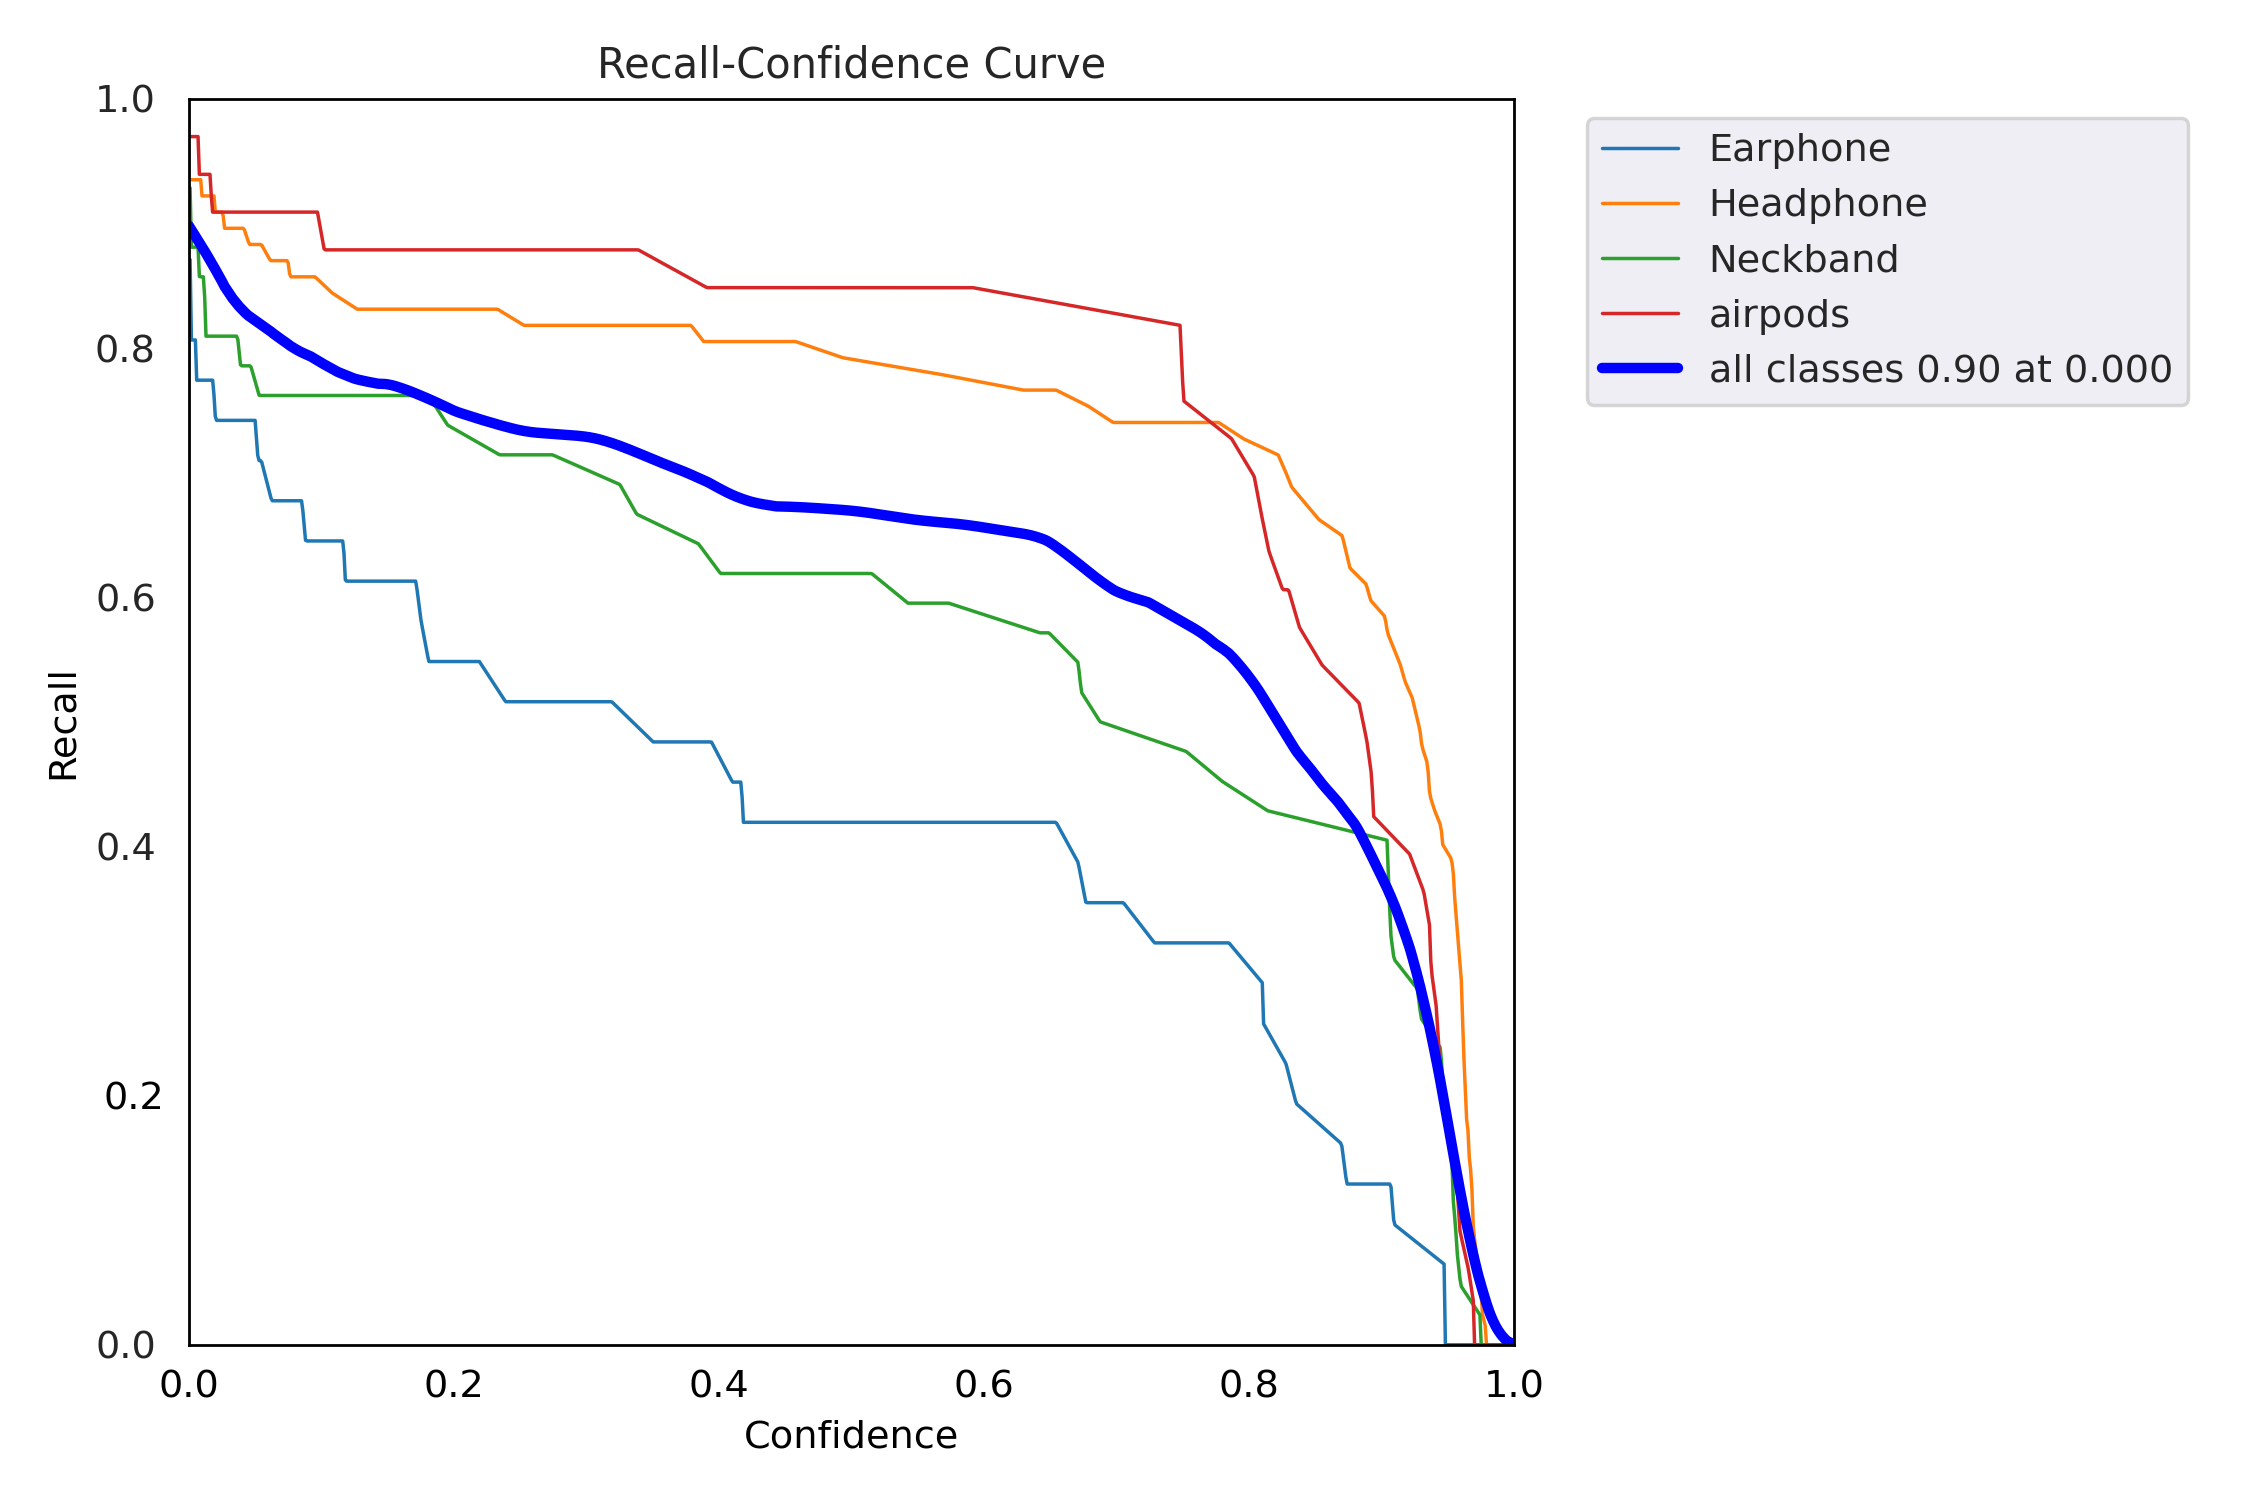 Recall-Confidence Curve
1.0
0.8
0.6
0.4
0.2
0.0
Recall
0.0 0.2 0.4 0.6 0.8 1.0
Confidence
Earphone
Headphone
Neckband
airpods
all classes 0.90 at 0.000